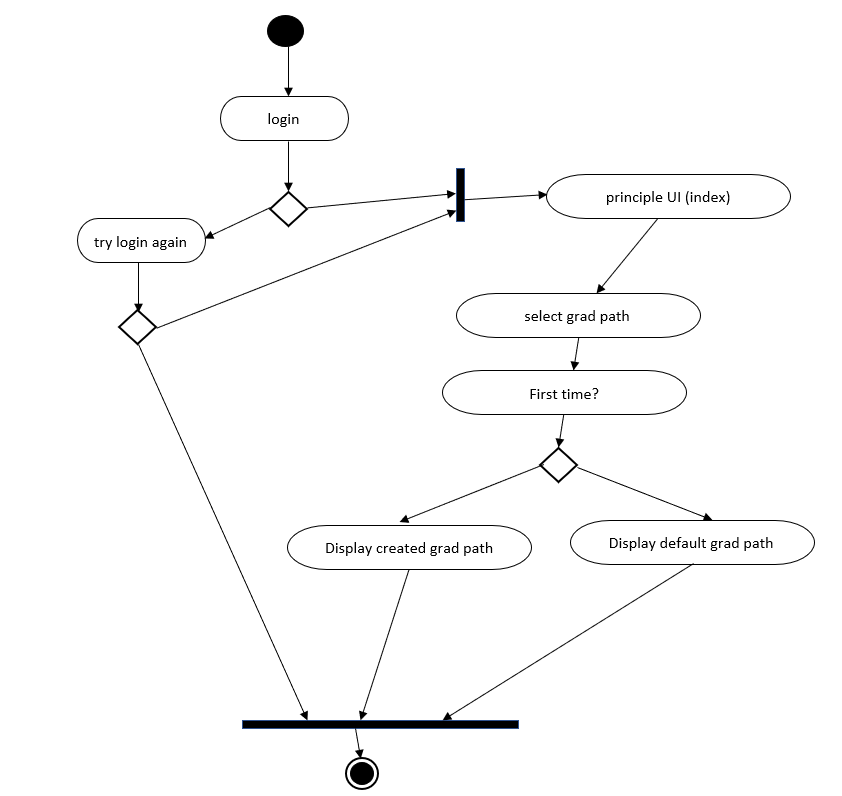 login
principle UI (index)
try login again
select grad path
First time?
Display created grad path
Display default grad path